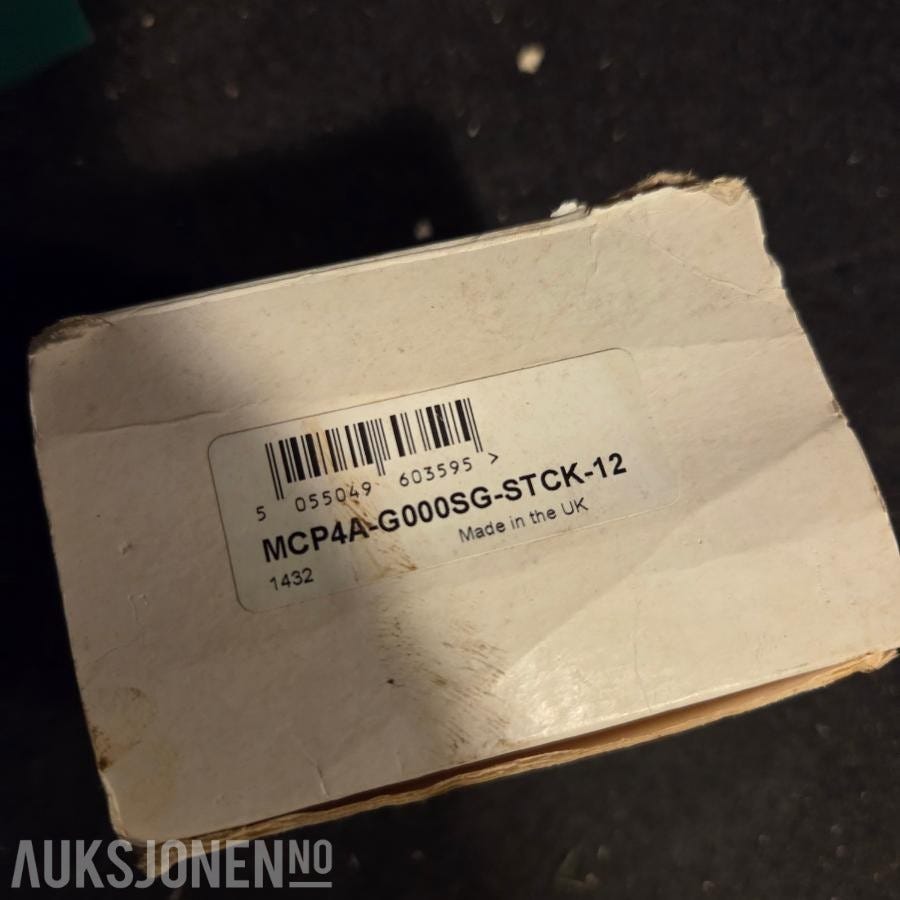 5 055049 603595 >
MCP4A-G000SG-STCK-12
1432 Made in the UK
AUKSJONEN NO